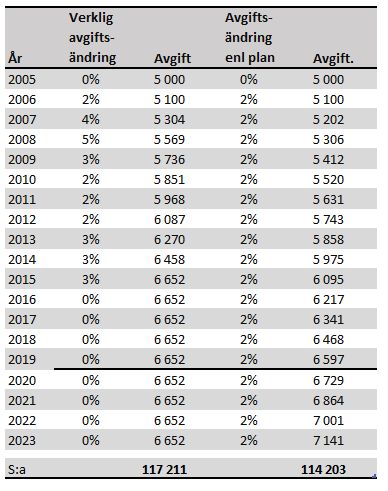 Verklig Avgifts-
avgifts- ändring
År ändring Avgift enl plan Avgift.
2005 0% 5 000 0% 5 000
2006 2% 5 100 2% 5 100
2007 4% 5 304 2% 5 202
2008 5% 5 569 2% 5 306
2009 3% 5 736 2% 5 412
2010 2% 5 851 2% 5 520
2011 2% 5 968 2% 5 631
2012 2% 6 087 2% 5 743
2013 3% 6 270 2% 5 858
2014 3% 6 458 2% 5 975
2015 3% 6 652 2% 6 095
2016 0% 6 652 2% 6 217
2017 0% 6 652 2% 6 341
2018 0% 6 652 2% 6 468
2019 0% 6 652 2% 6 597
2020 0% 6 652 2% 6 729
2021 0% 6 652 2% 6 864
2022 0% 6 652 2% 7 001
2023 0% 6 652 2% 7 141
S:a 117 211 114 203